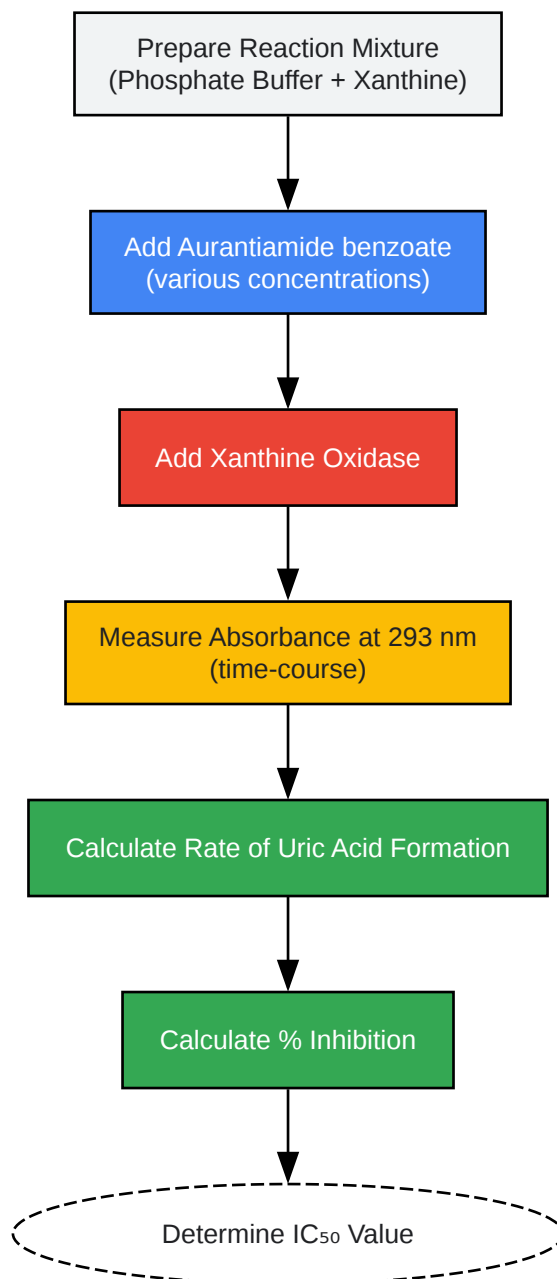 Prepare Reaction Mixture
(Phosphate Buffer + Xanthine)
Add Aurantiamide benzoate
(various concentrations)
Add Xanthine Oxidase
Measure Absorbance at 293 nm
(time-course)
Calculate Rate of Uric Acid Formation
Calculate % Inhibition
Determine IC₅₀ Value